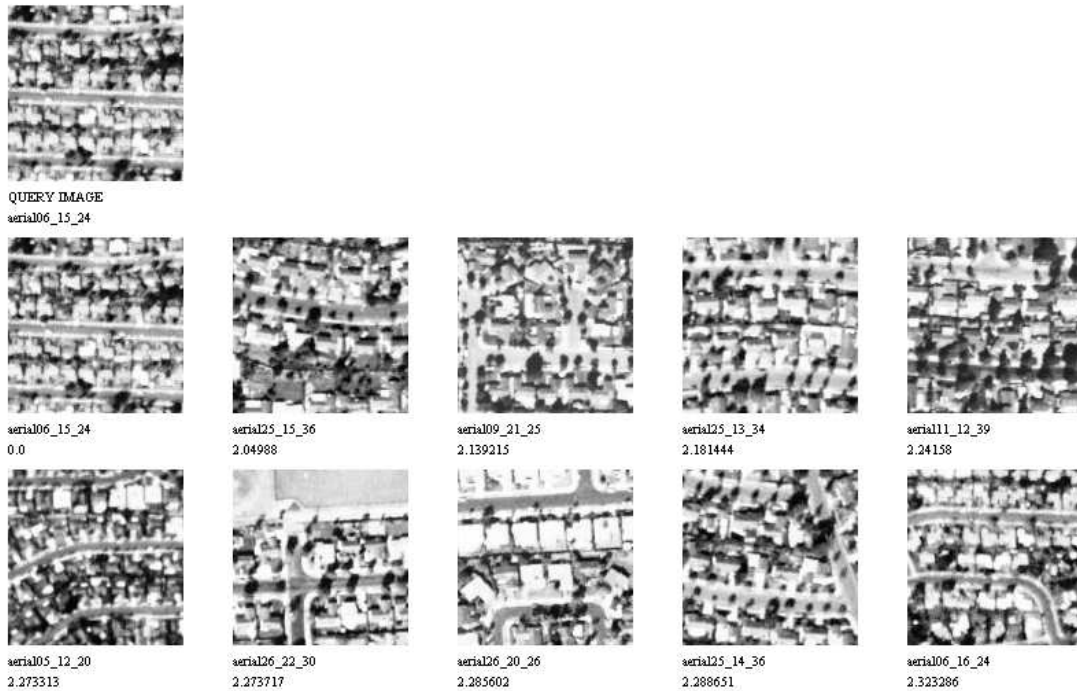 QUERY IMAGE
aerial06_15_24
aerial06_15_24 aerial25_15_36 aerial09_21_25 aerial25_13_34 aerial11_12_39
0.0 2.04988 2.139215 2.181444 2.24158
aerial05_12_20 aerial26_22_30 aerial26_20_26 aerial25_14_36 aerial06_16_24
2.273313 2.273717 2.285602 2.288651 2.323286